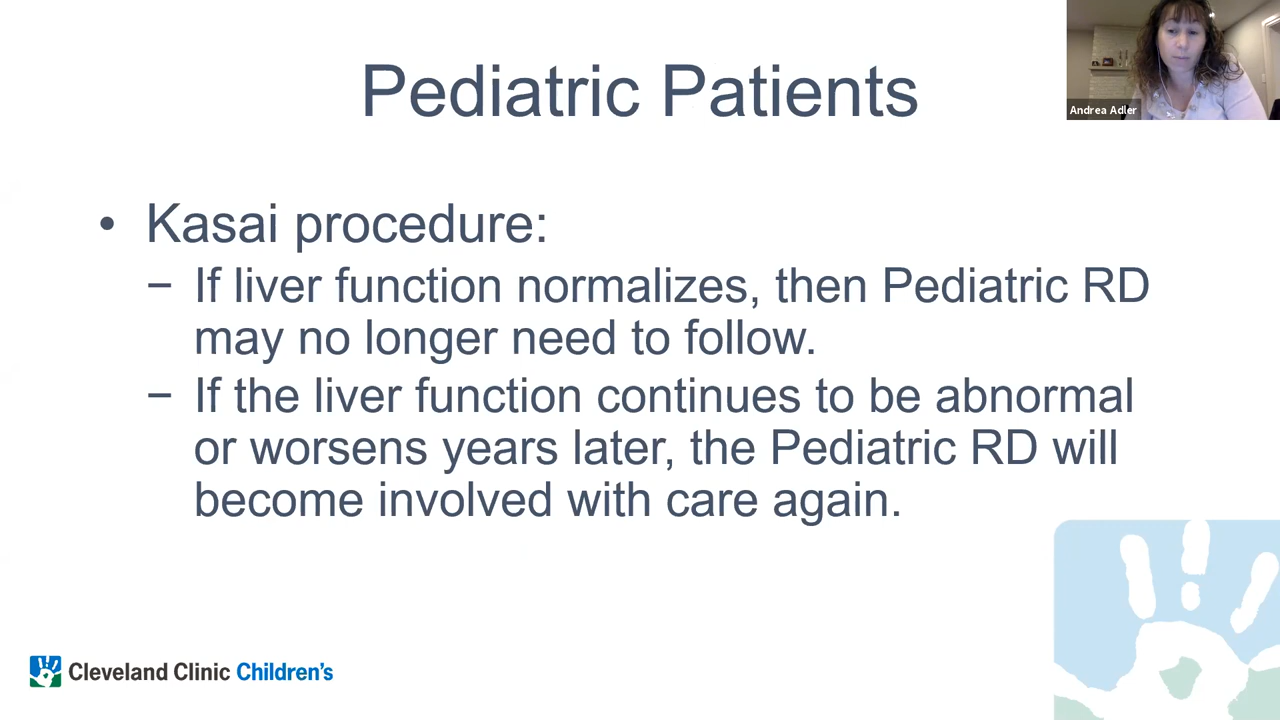 Pediatric Patients
Andrea Adler
• Kasai procedure:
− If liver function normalizes, then Pediatric RD
may no longer need to follow.
− If the liver function continues to be abnormal
or worsens years later, the Pediatric RD will
become involved with care again.
Cleveland Clinic Children's